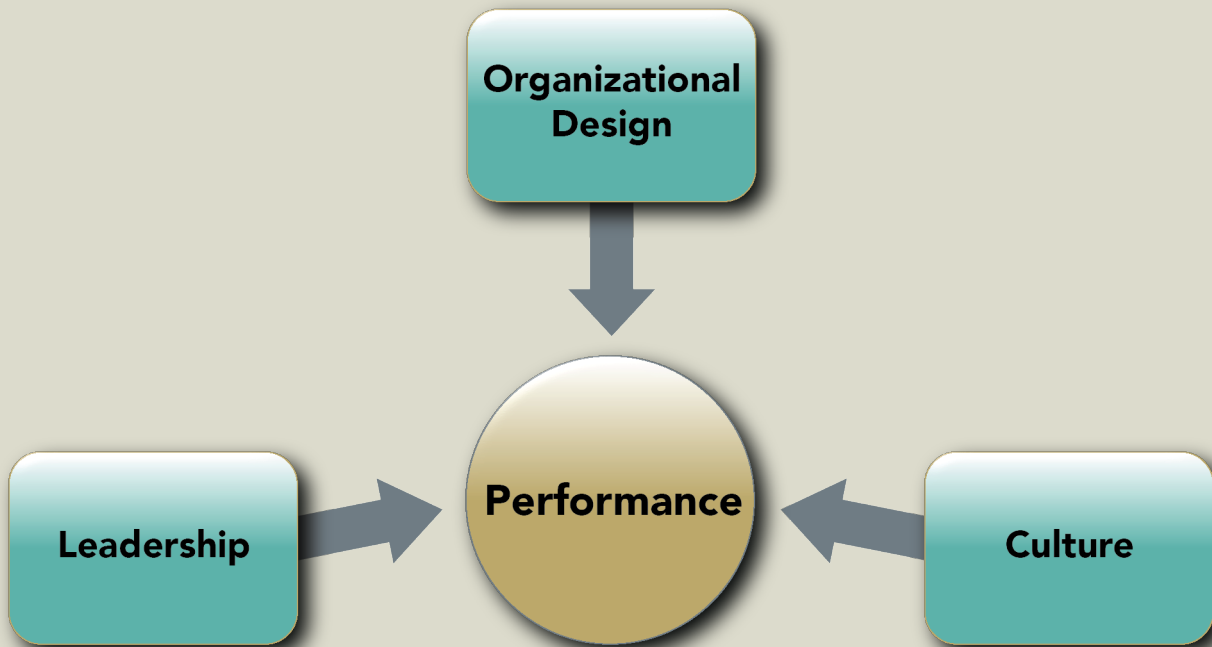 Organizational
Design
Performance
Leadership
Culture